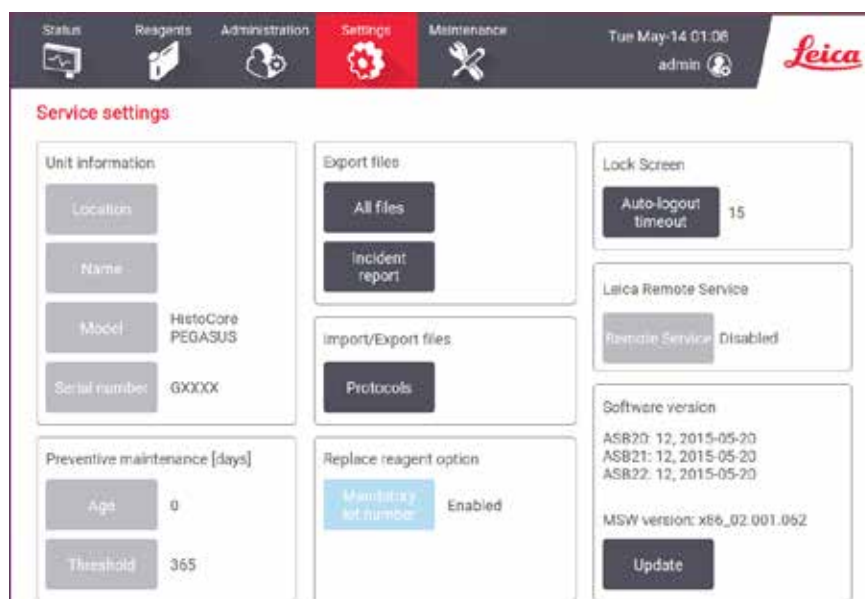 Status
Reagents
Administration
Settings
Maintenance
Tue May-14 01:06
admin
Leica
Service settings
Unit information
Location
Name
Model
HistoCore
PEGASUS
Serial number
GXXXX
Preventive maintenance [days]
Age
0
Threshold
365
Export files
All files
Incident
report
Import/Export files
Protocols
Replace reagent option
Mandatory
lot number
Enabled
Lock Screen
Auto-logout
timeout
15
Leica Remote Service
Remote Service
Disabled
Software version
ASB20: 12, 2015-05-20
ASB21: 12, 2015-05-20
ASB22: 12, 2015-05-20
MSW version: x86_02.001.062
Update